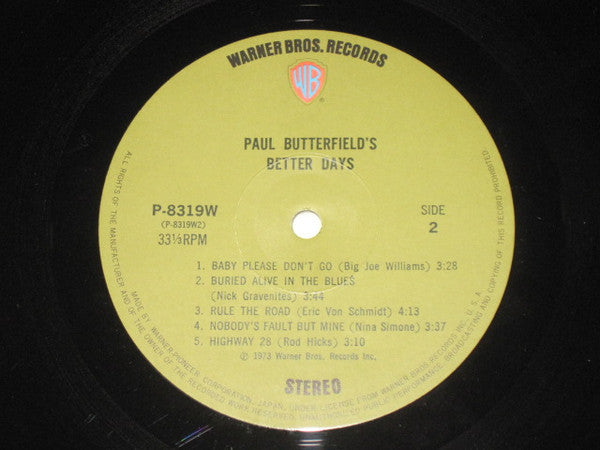 WARNER BROS. RECORDS
WB
®
PAUL BUTTERFIELD'S
BETTER DAYS
P-8319W
(P-8319W2)
33⅓RPM
SIDE
2
1. BABY PLEASE DON'T GO (Big Joe Williams) 3:28
2. BURIED ALIVE IN THE BLUES
(Nick Gravenites) 3:44
3. RULE THE ROAD (Eric Von Schmidt) 4:13
4. NOBODY'S FAULT BUT MINE (Nina Simone) 3:37
5. HIGHWAY 28 (Rod Hicks) 3:10
℗ 1973 Warner Bros. Records Inc.
STEREO
MADE BY WARNER-PIONEER CORPORATION, JAPAN, UNDER LICENSE FROM WARNER BROS. RECORDS INC. U.S.A.
ALL RIGHTS OF THE MANUFACTURER AND OF THE OWNER OF THE RECORDED WORK RESERVED. UNAUTHORIZED PUBLIC PERFORMANCE, BROADCASTING AND COPYING OF THIS RECORD PROHIBITED.